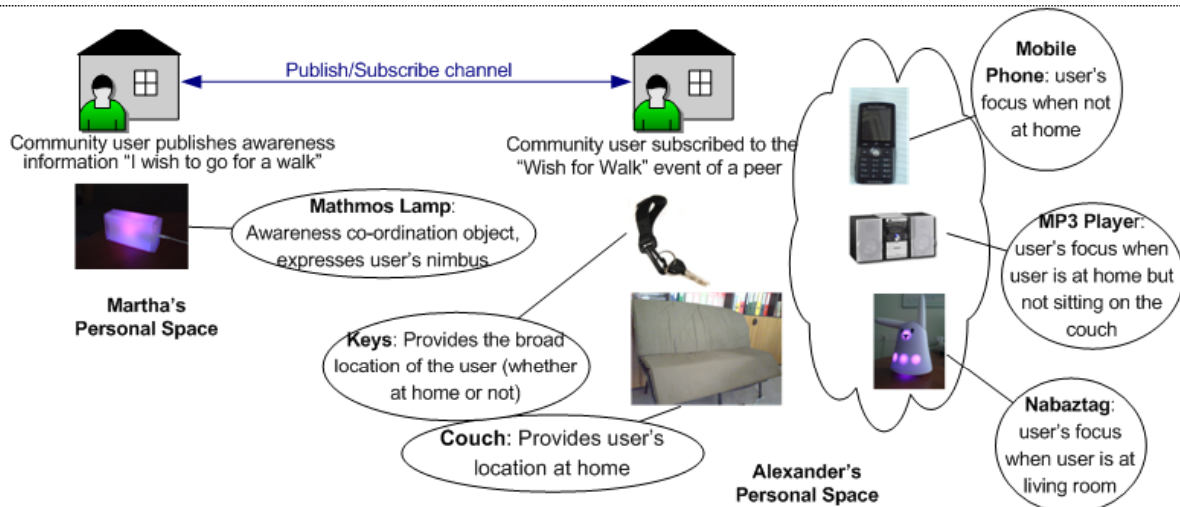 Publish/Subscribe channel
Community user publishes awareness
information "I wish to go for a walk"
Community user subscribed to the
"Wish for Walk" event of a peer
Mobile
Phone: user's
focus when not
at home
Mathmos Lamp:
Awareness co-ordination object,
expresses user's nimbus
MP3 Player:
user's focus when
user is at home but
not sitting on the
couch
Martha's
Personal Space
Keys: Provides the broad
location of the user (whether
at home or not)
Couch: Provides user's
location at home
Nabaztag:
user's focus
when user is at
living room
Alexander's
Personal Space